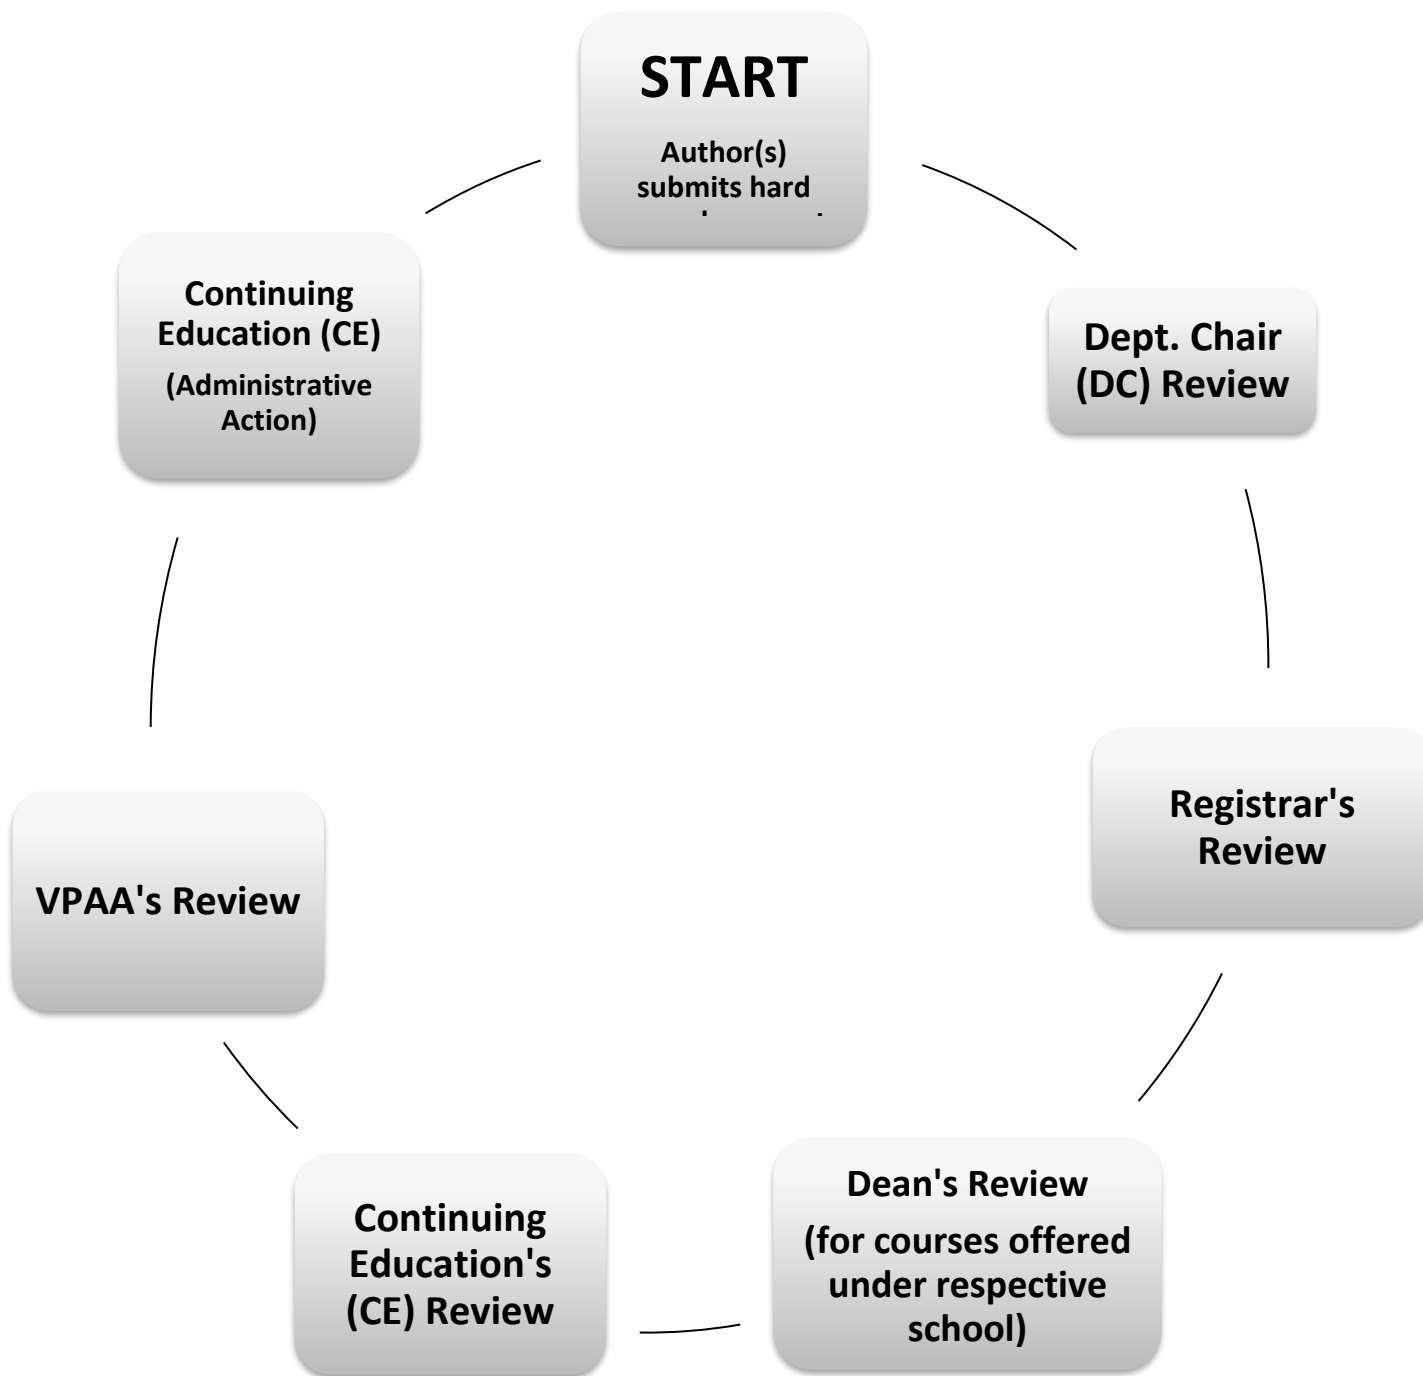 START
Author(s)
submits hard
Dept. Chair
(DC) Review
Registrar's
Review
Dean's Review
(for courses offered
under respective
school)
Continuing
Education's
(CE) Review
VPAA's Review
Continuing
Education (CE)
(Administrative
Action)